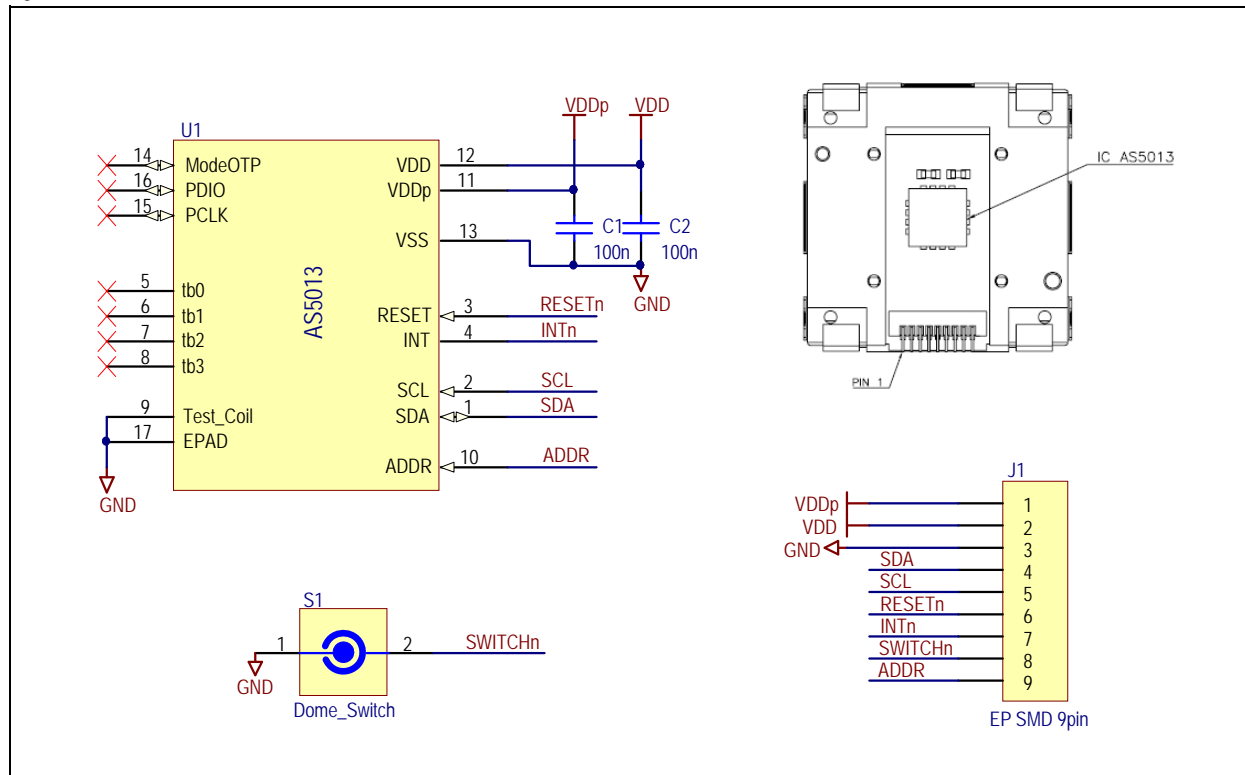 U1
14 ModeOTP
16 PDIO
15 PCLK
5 tb0
6 tb1
7 tb2
8 tb3
9 Test_Coil
17 EPAD
GND
AS5013
VDD 12
VDDp 11
VSS 13
RESET 3 RESETn
INT 4 INTn
SCL 2 SCL
SDA 1 SDA
ADDR 10 ADDR
VDDp VDD
C1 C2
100n 100n
GND
IC AS5013
PIN 1
S1
1 2 SWITCHn
GND
Dome_Switch
J1
VDDp 1
VDD 2
GND 3
SDA 4
SCL 5
RESETn 6
INTn 7
SWITCHn 8
ADDR 9
EP SMD 9pin